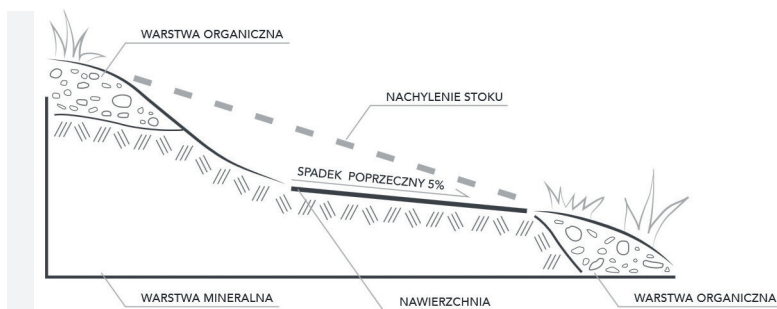 WARSTWA ORGANICZNA
NACHYLENIE STOKU
SPADEK POPRZECZNY 5%
WARSTWA MINERALNA
NAWIERZCHNIA
WARSTWA ORGANICZNA